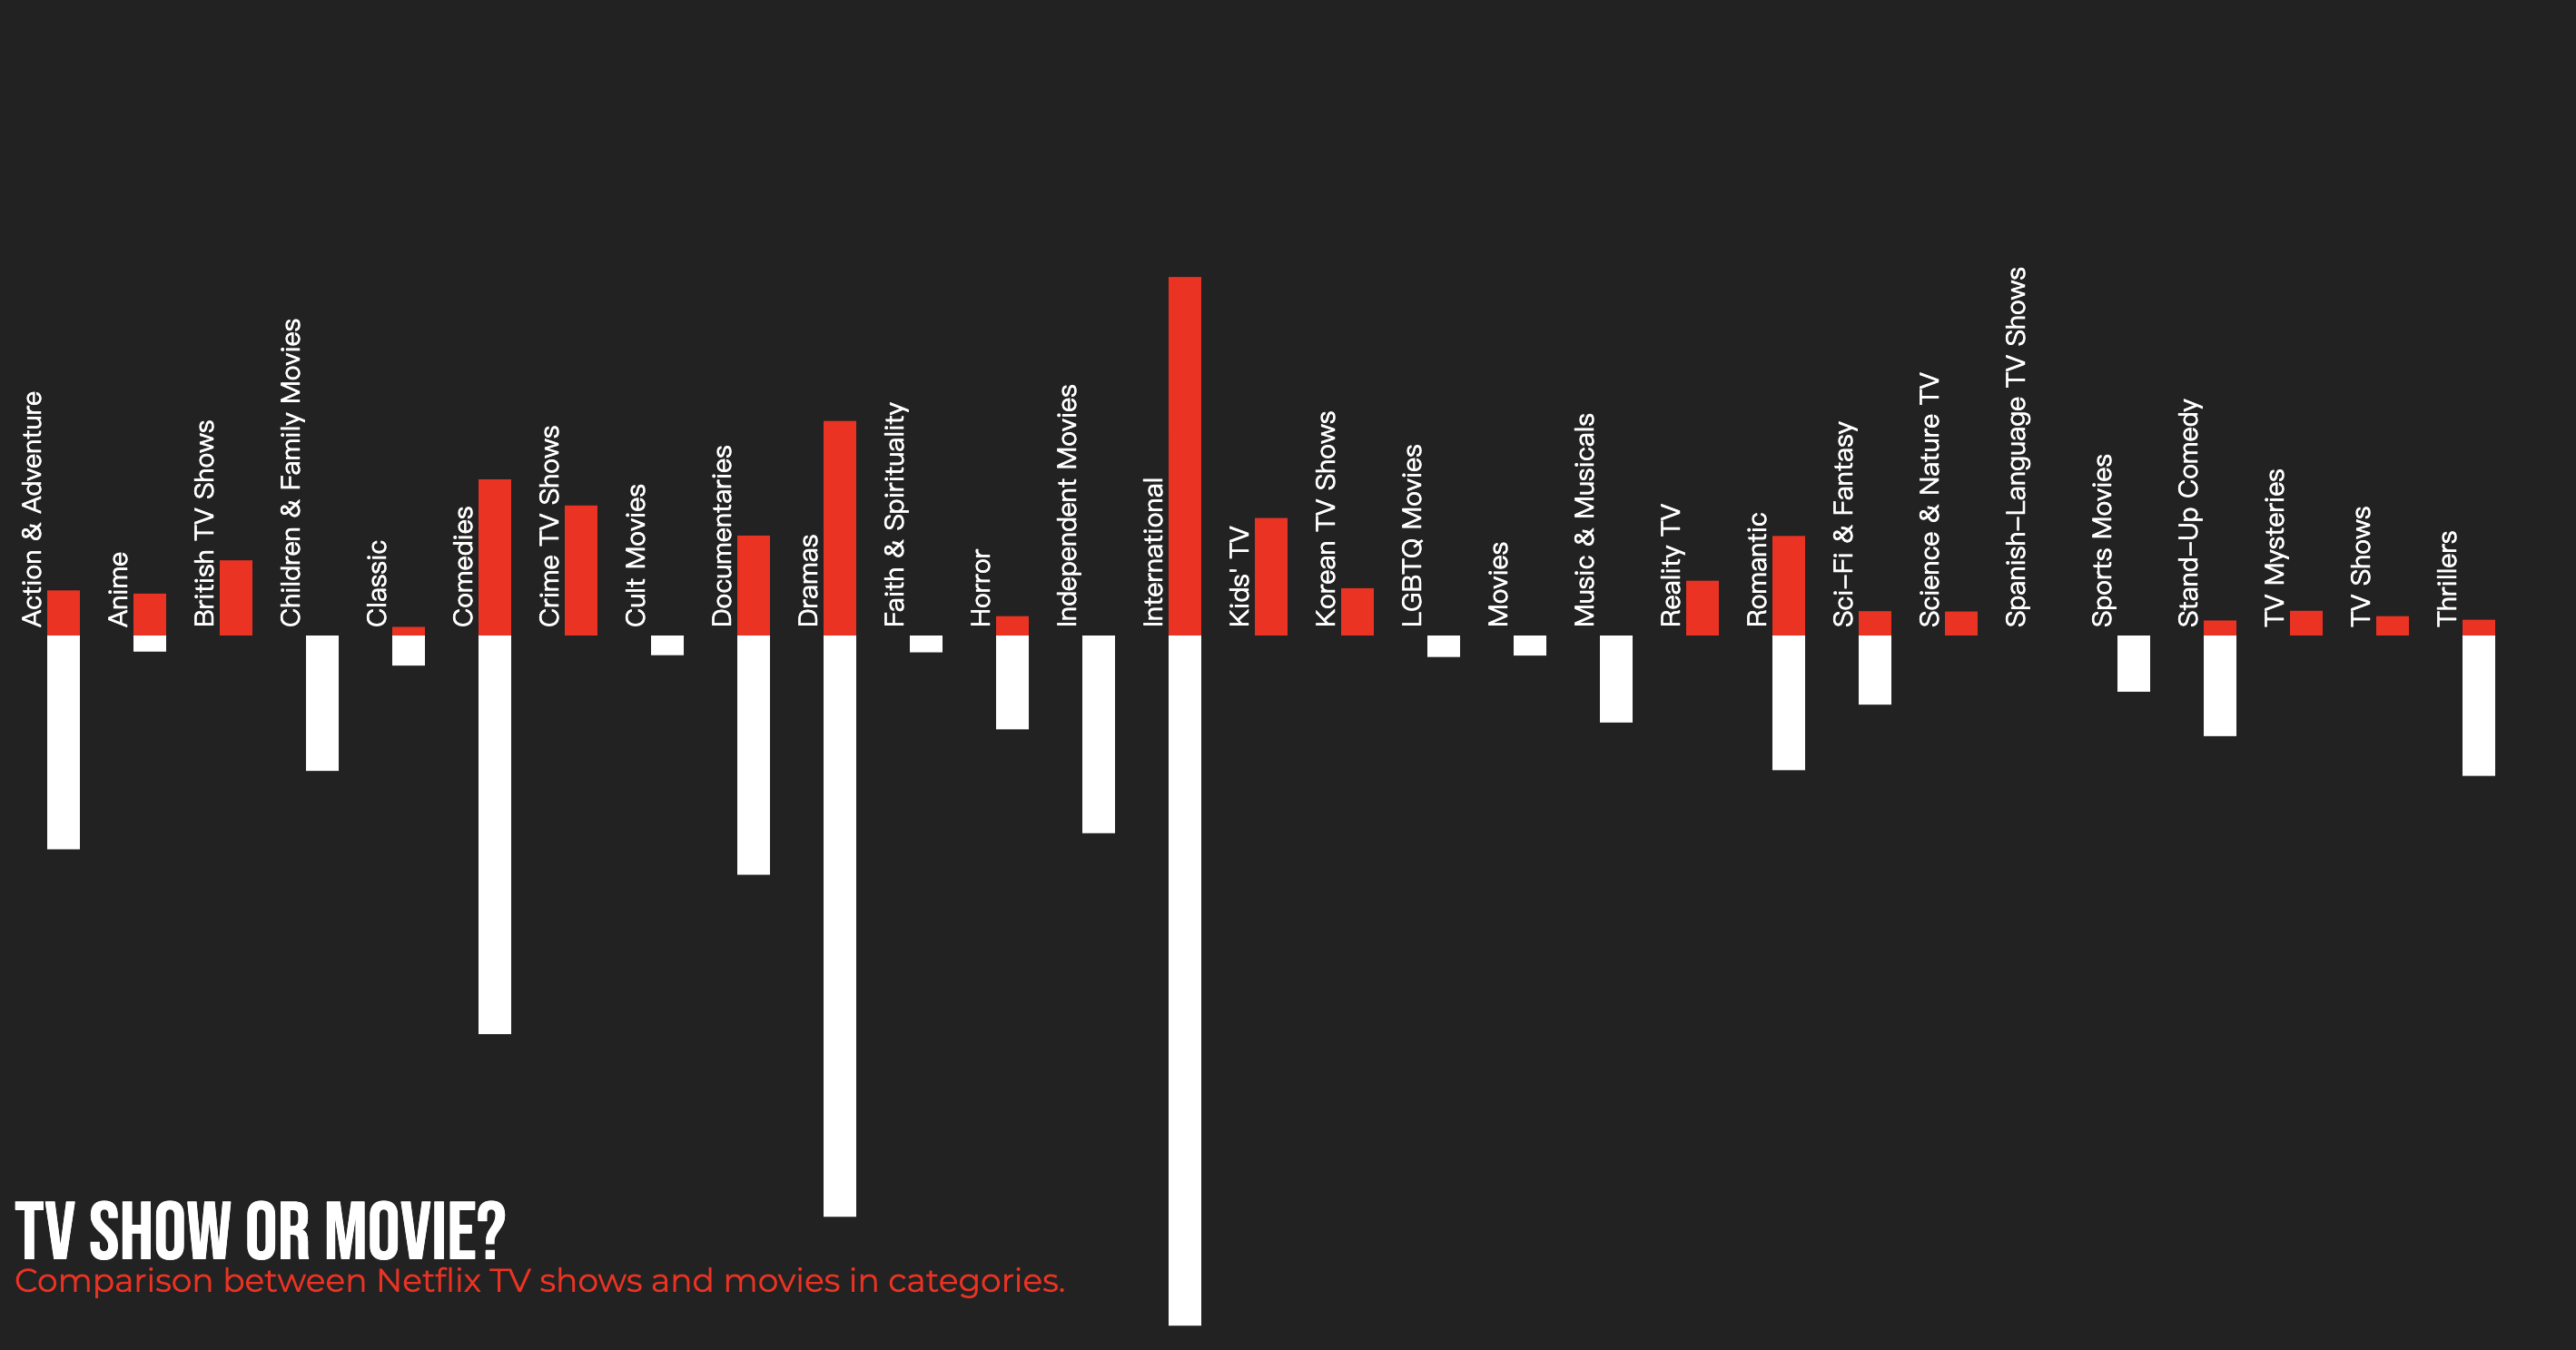 Action & Adventure
Anime
British TV Shows
Children & Family Movies
Classic
Comedies
Crime TV Shows
Cult Movies
Documentaries
Dramas
Faith & Spirituality
Horror
Independent Movies
International
Kids' TV
Korean TV Shows
LGBTQ Movies
Movies
Music & Musicals
Reality TV
Romantic
Sci–Fi & Fantasy
Science & Nature TV
Spanish–Language TV Shows
Sports Movies
Stand–Up Comedy
TV Mysteries
TV Shows
Thrillers
TV SHOW OR MOVIE?
Comparison between Netflix TV shows and movies in categories.